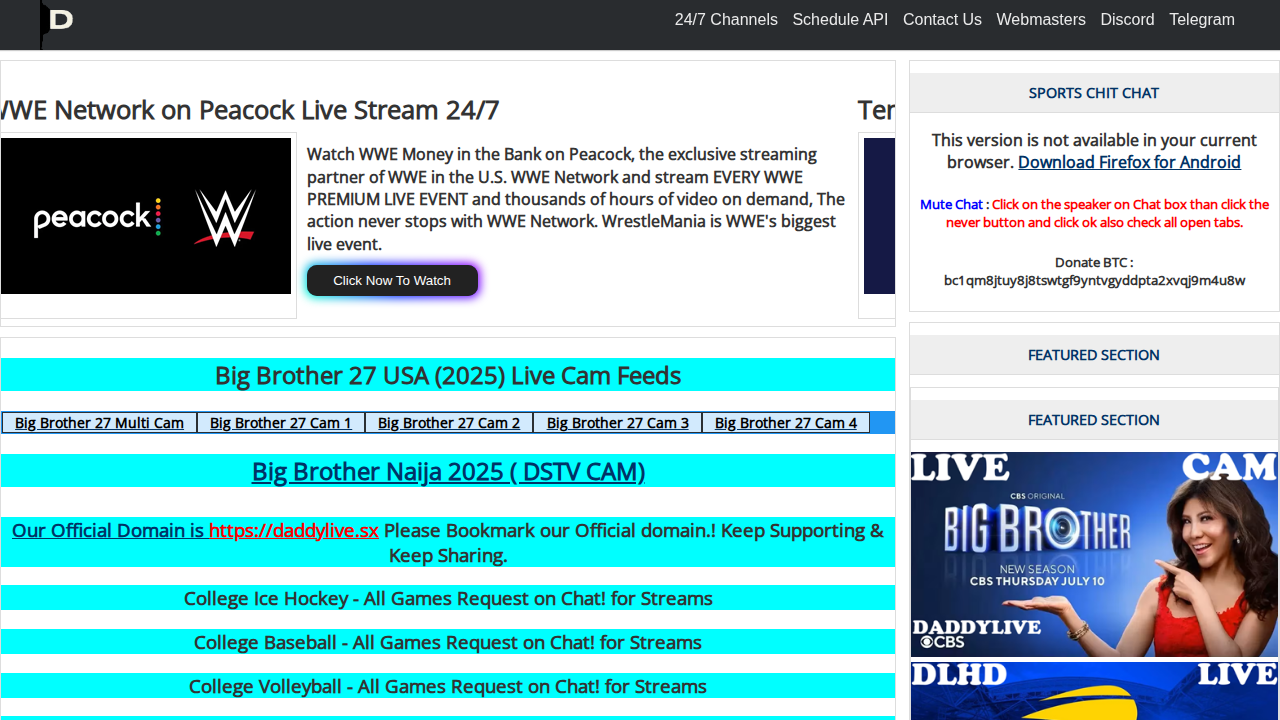 D
24/7 Channels Schedule API Contact Us Webmasters Discord Telegram
WWE Network on Peacock Live Stream 24/7
Ter
peacock W
Watch WWE Money in the Bank on Peacock, the exclusive streaming
partner of WWE in the U.S. WWE Network and stream EVERY WWE
PREMIUM LIVE EVENT and thousands of hours of video on demand, The
action never stops with WWE Network. WrestleMania is WWE's biggest
live event.
Click Now To Watch
Big Brother 27 USA (2025) Live Cam Feeds
Big Brother 27 Multi Cam Big Brother 27 Cam 1 Big Brother 27 Cam 2 Big Brother 27 Cam 3 Big Brother 27 Cam 4
Big Brother Naija 2025 ( DSTV CAM)
Our Official Domain is https://daddylive.sx Please Bookmark our Official domain.! Keep Supporting &
Keep Sharing.
College Ice Hockey - All Games Request on Chat! for Streams
College Baseball - All Games Request on Chat! for Streams
College Volleyball - All Games Request on Chat! for Streams
SPORTS CHIT CHAT
This version is not available in your current
browser. Download Firefox for Android
Mute Chat : Click on the speaker on Chat box than click the
never button and click ok also check all open tabs.
Donate BTC :
bc1qm8jtuy8j8tswtgf9yntvgyddpta2xvqj9m4u8w
FEATURED SECTION
FEATURED SECTION
LIVE CAM
CBS ORIGINAL
BIG BROTHER
NEW SEASON
CBS THURSDAY JULY 10
DADDYLIVE
CBS
DLHD LIVE